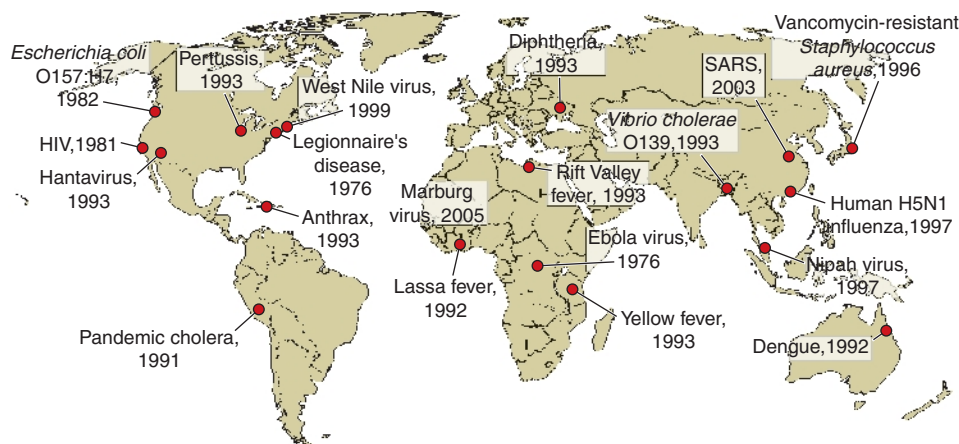 Escherichia coli
O157:H7,
1982
Pertussis,
1993
West Nile virus,
1999
Diphtheria,
1993
SARS,
2003
Vancomycin-resistant
Staphylococcus
aureus,1996
HIV,1981
Hantavirus,
1993
Legionnaire's
disease,
1976
Vibrio cholerae
O139,1993
Rift Valley
fever, 1993
Marburg
virus, 2005
Anthrax,
1993
Human H5N1
influenza,1997
Ebola virus,
1976
Nipah virus,
1997
Lassa fever,
1992
Yellow fever,
1993
Pandemic cholera,
1991
Dengue,1992